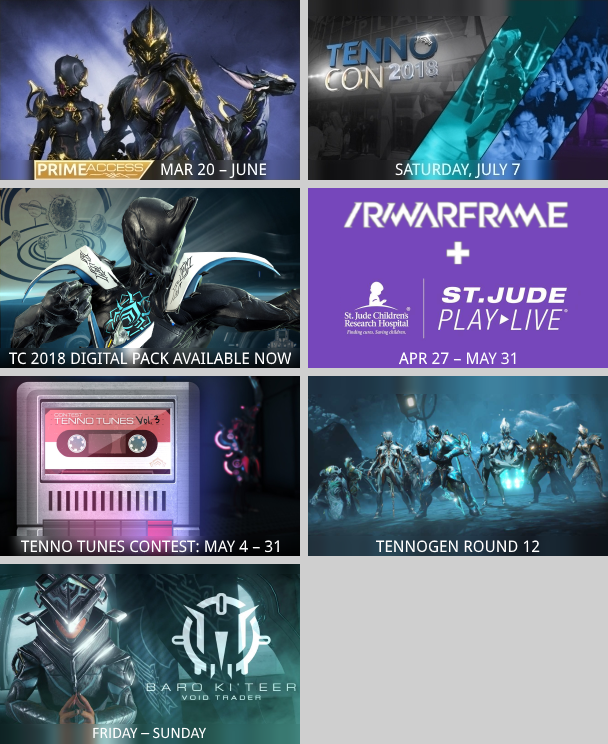 PRIMEACCESS MAR 20 – JUNE
TENNO
CON 2018
SATURDAY, JULY 7
TC 2018 DIGITAL PACK AVAILABLE NOW
/R/WARFRAME
+
St. Jude Children's
Research Hospital
Finding cures. Saving children.
ST. JUDE
PLAY LIVE
APR 27 – MAY 31
CONTEST:
TENNO TUNES Vol. 3
TENNO TUNES CONTEST: MAY 4 – 31
TENNOGEN ROUND 12
BARO KI'TEER
VOID TRADER
FRIDAY – SUNDAY